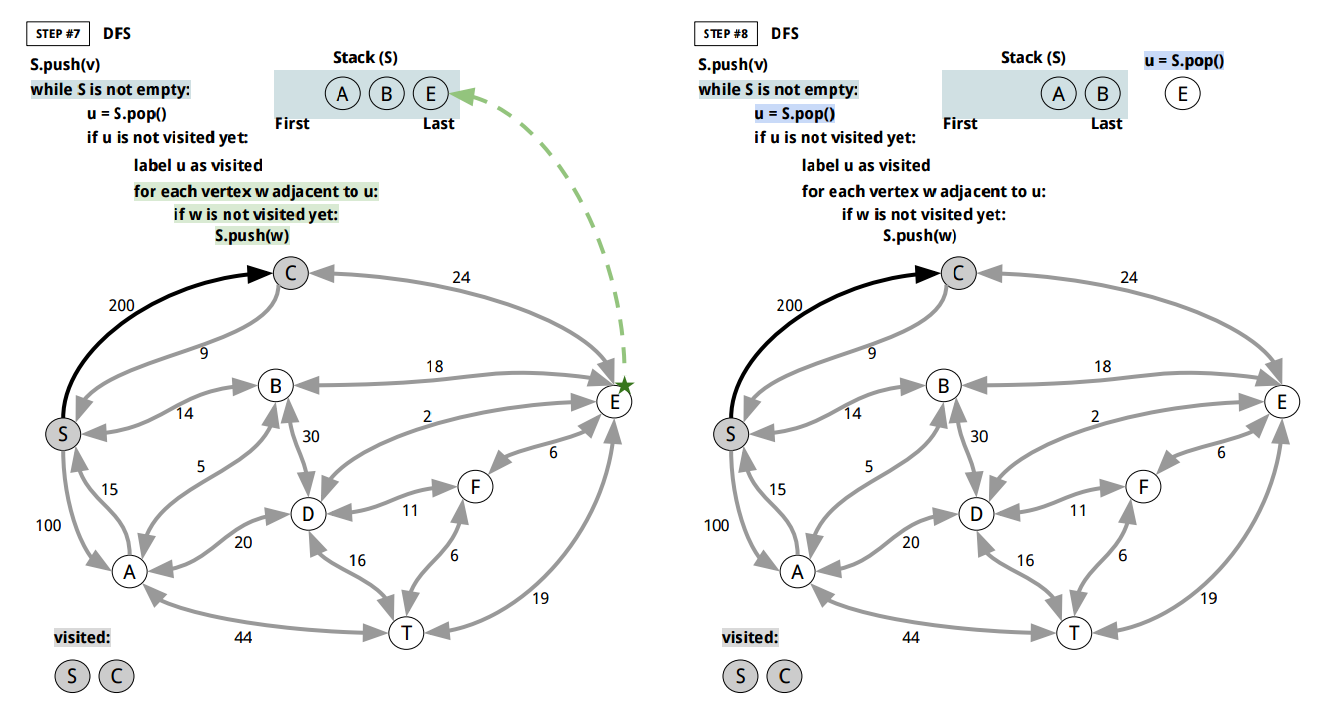 STEP #7 DFS
S.push(v)
while S is not empty:
u = S.pop()
if u is not visited yet:
label u as visited
for each vertex w adjacent to u:
if w is not visited yet:
S.push(w)
Stack (S)
A B E
First Last
C
24
200
9
B
18
E
14
S
2
30
5
6
F
15
D
11
100
20
16
6
A
19
T
44
visited:
S C
STEP #8 DFS
S.push(v)
while S is not empty:
u = S.pop()
if u is not visited yet:
label u as visited
for each vertex w adjacent to u:
if w is not visited yet:
S.push(w)
Stack (S)
A B
First Last
u = S.pop()
E
C
24
200
9
B
18
E
14
S
2
30
5
6
F
15
D
11
100
20
16
6
A
19
T
44
visited:
S C